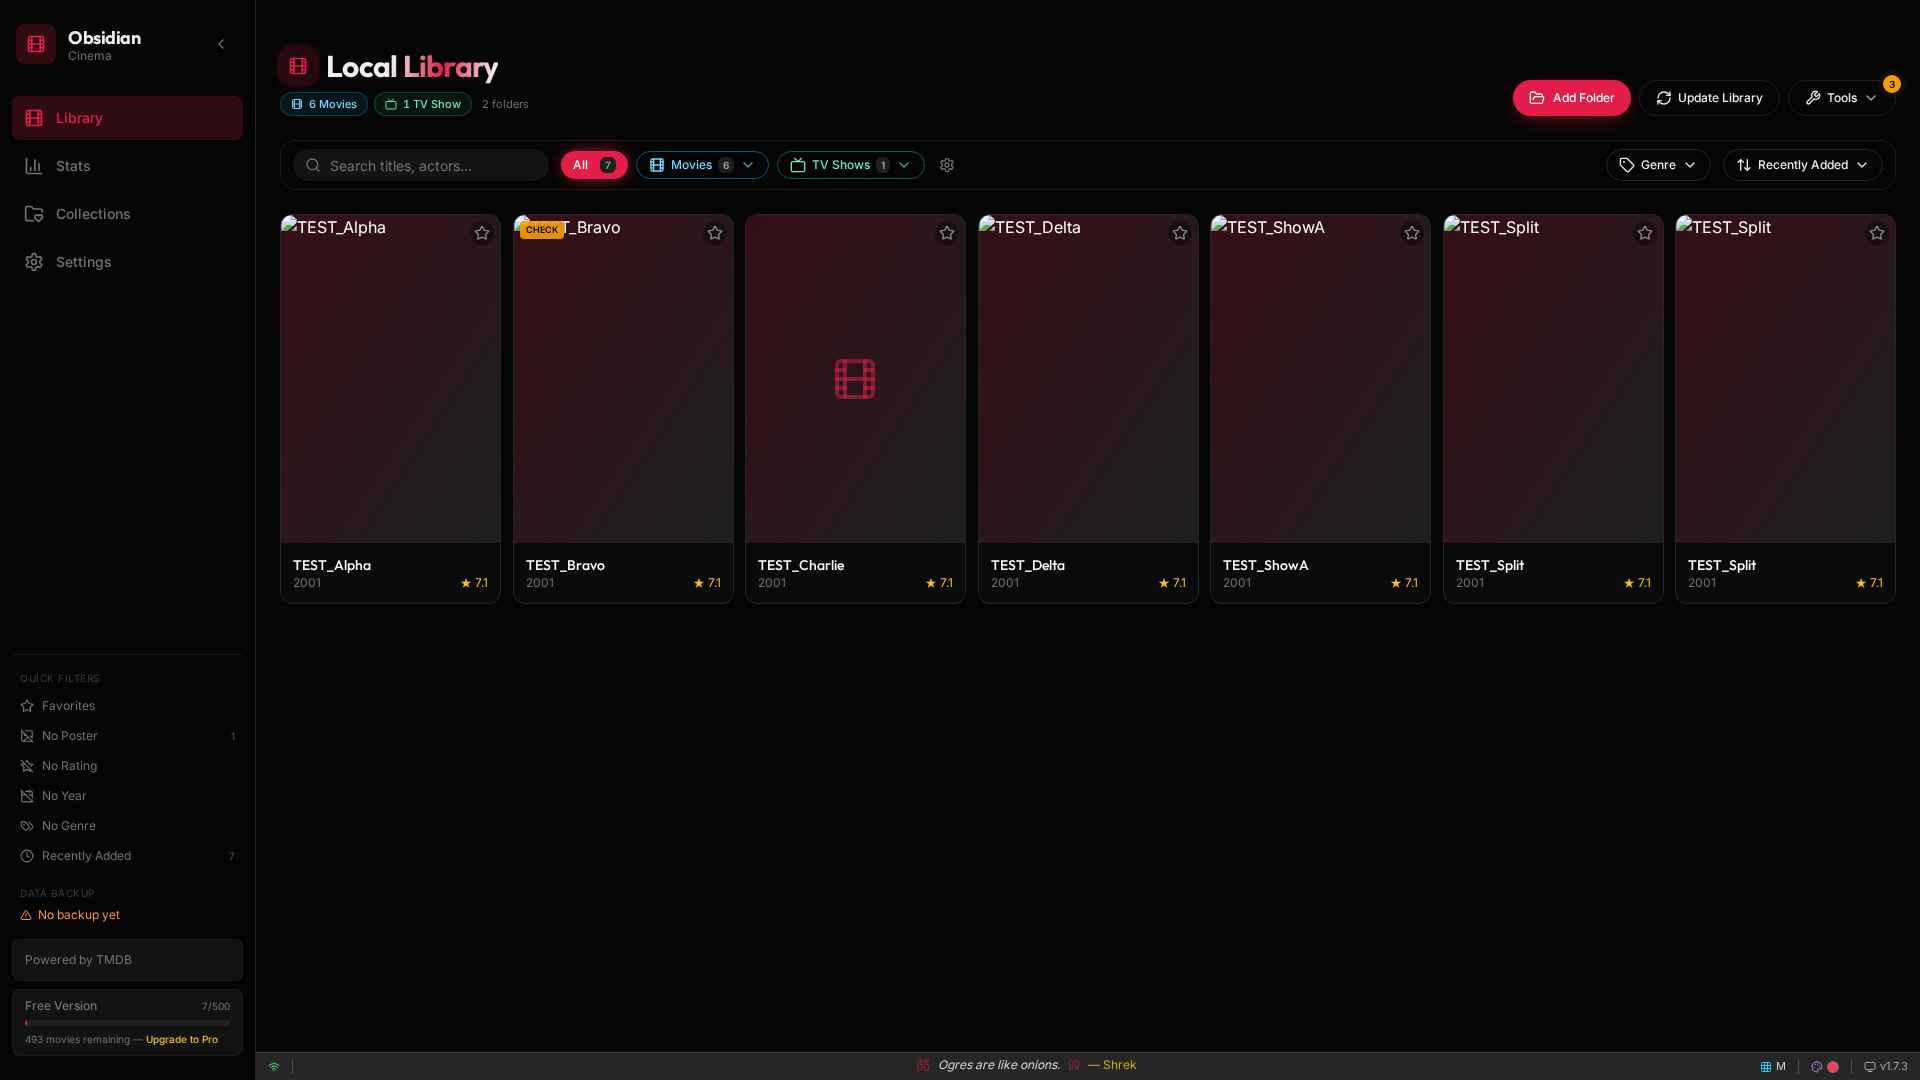 Obsidian
Cinema
Library
Stats
Collections
Settings
QUICK FILTERS
Favorites
No Poster 1
No Rating
No Year
No Genre
Recently Added 7
DATA BACKUP
No backup yet
Powered by TMDB
Free Version 7/500
493 movies remaining — Upgrade to Pro
Local Library
6 Movies 1 TV Show 2 folders
Add Folder Update Library Tools 3
Search titles, actors... All 7 Movies 6 TV Shows 1 Genre Recently Added
TEST_Alpha
TEST_Alpha
2001 ★ 7.1
CHECK
T_Bravo
TEST_Bravo
2001 ★ 7.1
TEST_Charlie
2001 ★ 7.1
TEST_Delta
TEST_Delta
2001 ★ 7.1
TEST_ShowA
TEST_ShowA
2001 ★ 7.1
TEST_Split
TEST_Split
2001 ★ 7.1
TEST_Split
TEST_Split
2001 ★ 7.1
Ogres are like onions. — Shrek
M v1.7.3